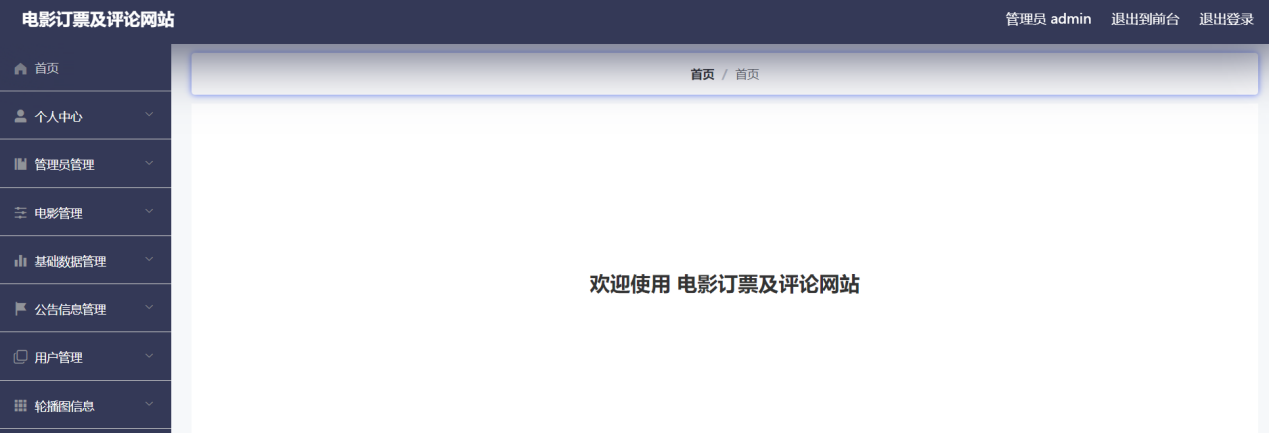 电影订票及评论网站
管理员 admin 退出到前台 退出登录
首页
首页 / 首页
个人中心
管理员管理
电影管理
基础数据管理
欢迎使用 电影订票及评论网站
公告信息管理
用户管理
轮播图信息